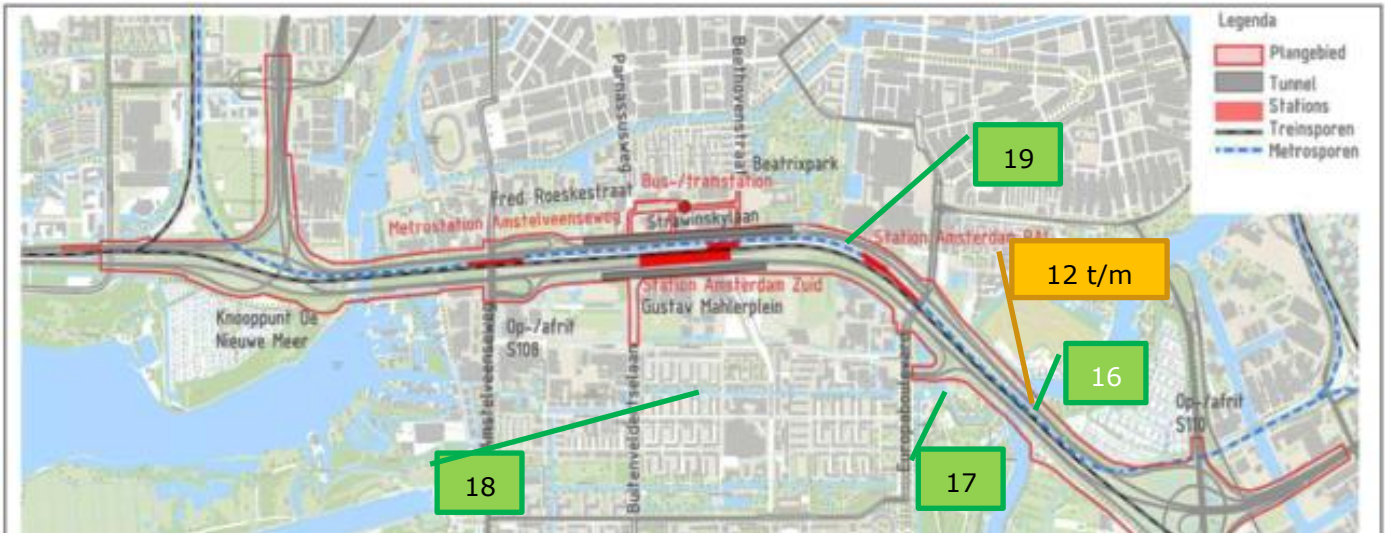 Legenda
Plangebied
Tunnel
Stations
Treinsporen
Metrosporen
Parnassusweg
Beethovenstraat
Beatrixpark
19
Bus-/tramstation
Fred. Roeskestraat
Metrostation Amstelveenseweg
Strawinskylaan
Station Amsterdam RAI
12 t/m
Station Amsterdam Zuid
Gustav Mahlerplein
Knooppunt De
Nieuwe Meer
Op-/afrit
S108
16
Op-/afrit
S110
Amstelveenseweg
Buitenveldertselaan
Europaboulevard
18
17